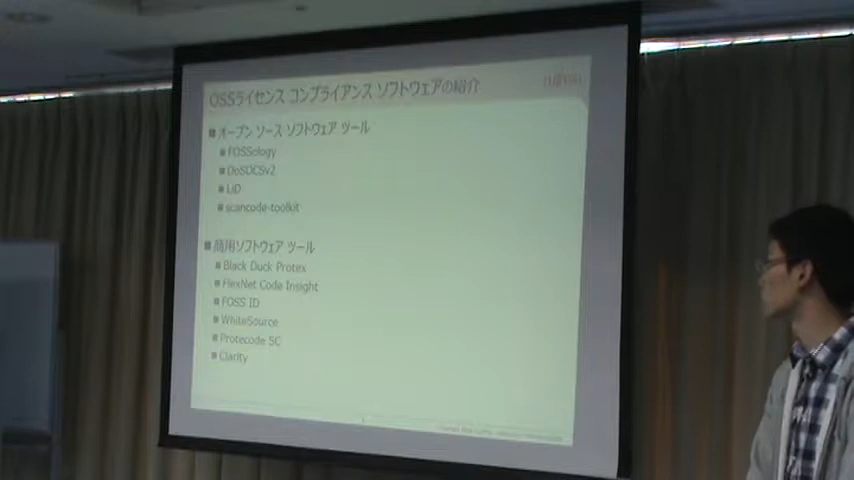 OSSライセンス コンプライアンス ソフトウェアの紹介
■ オープン ソース ソフトウェア ツール
■ FOSSology
■ DoSOCSv2
■ LiD
■ scancode-toolkit
■ 商用ソフトウェア ツール
■ Black Duck Protex
■ FlexNet Code Insight
■ FOSS ID
■ WhiteSource
■ Protecode SC
■ Clarity